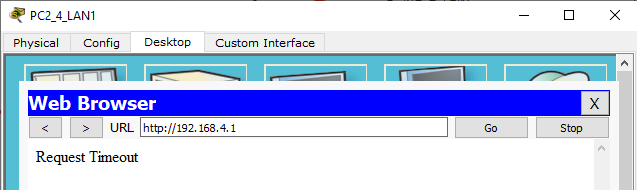 PC2_4_LAN1
Physical Config Desktop Custom Interface
Web Browser X
< > URL http://192.168.4.1 Go Stop
Request Timeout